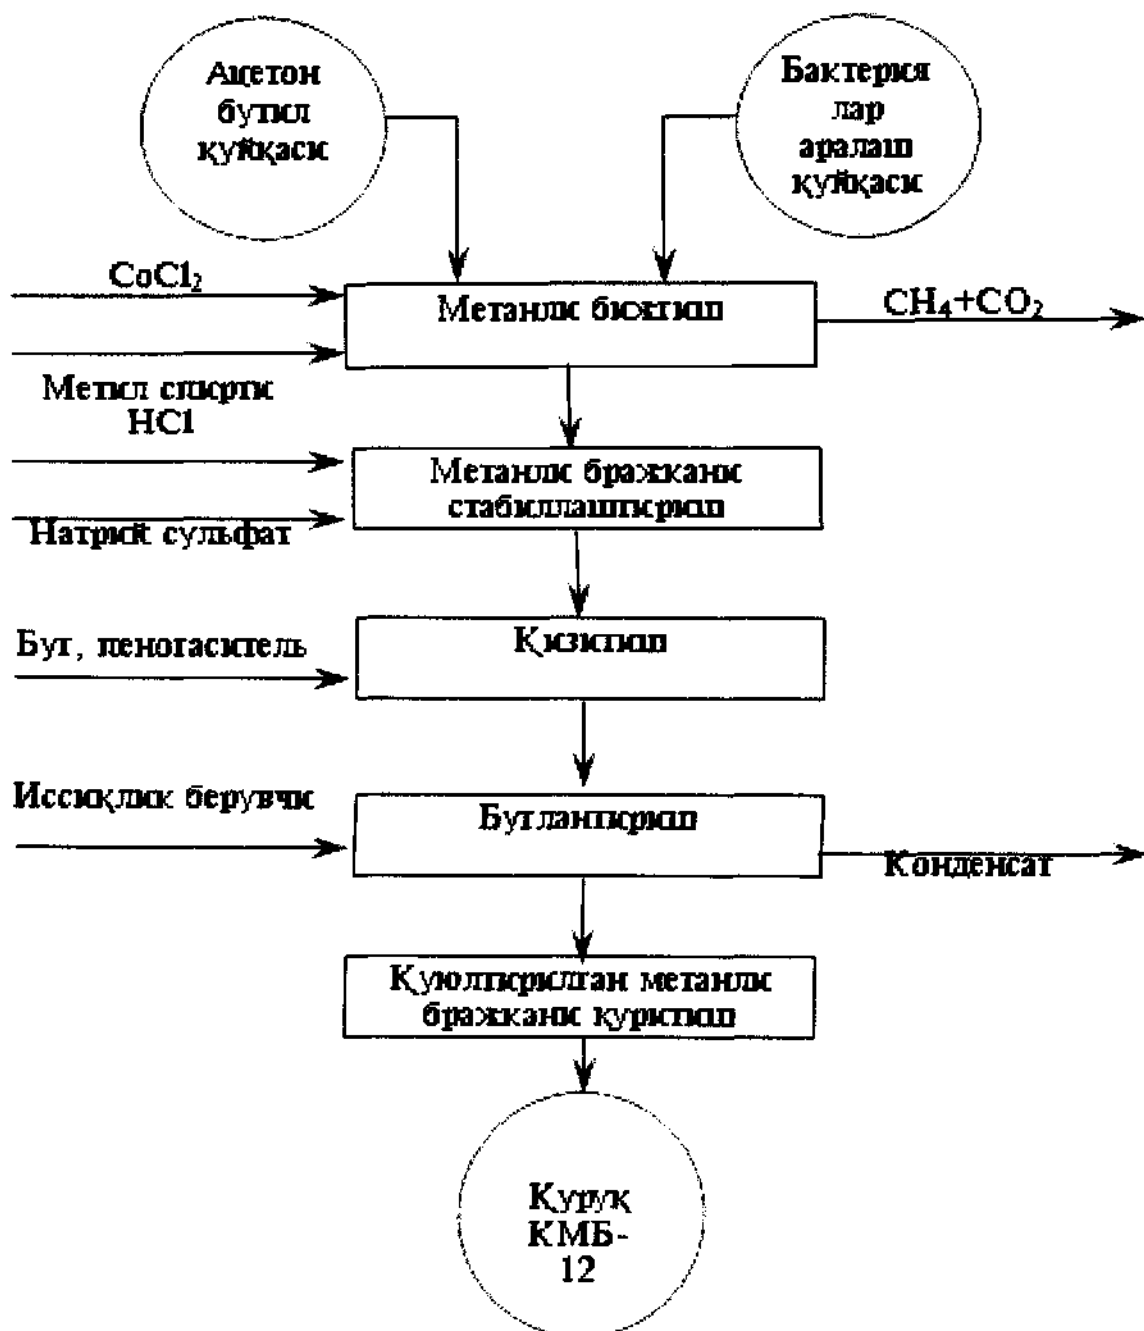 Ацетон
бутил
қуйқаси
Бактерия
лар
аралаш
қуйқаси
CoCl₂
Метанли бижғиш
CH₄+CO₂
Метил спирти
HCl
Метанли бражкани
стабиллаштириш
Натрий сульфат
Қизитиш
Буғ, пеногаситель
Иссиқлик берувчи
Буғлантириш
Конденсат
Қуюлтирилган метанли
бражкани қуритиш
Қуруқ
КМБ-
12